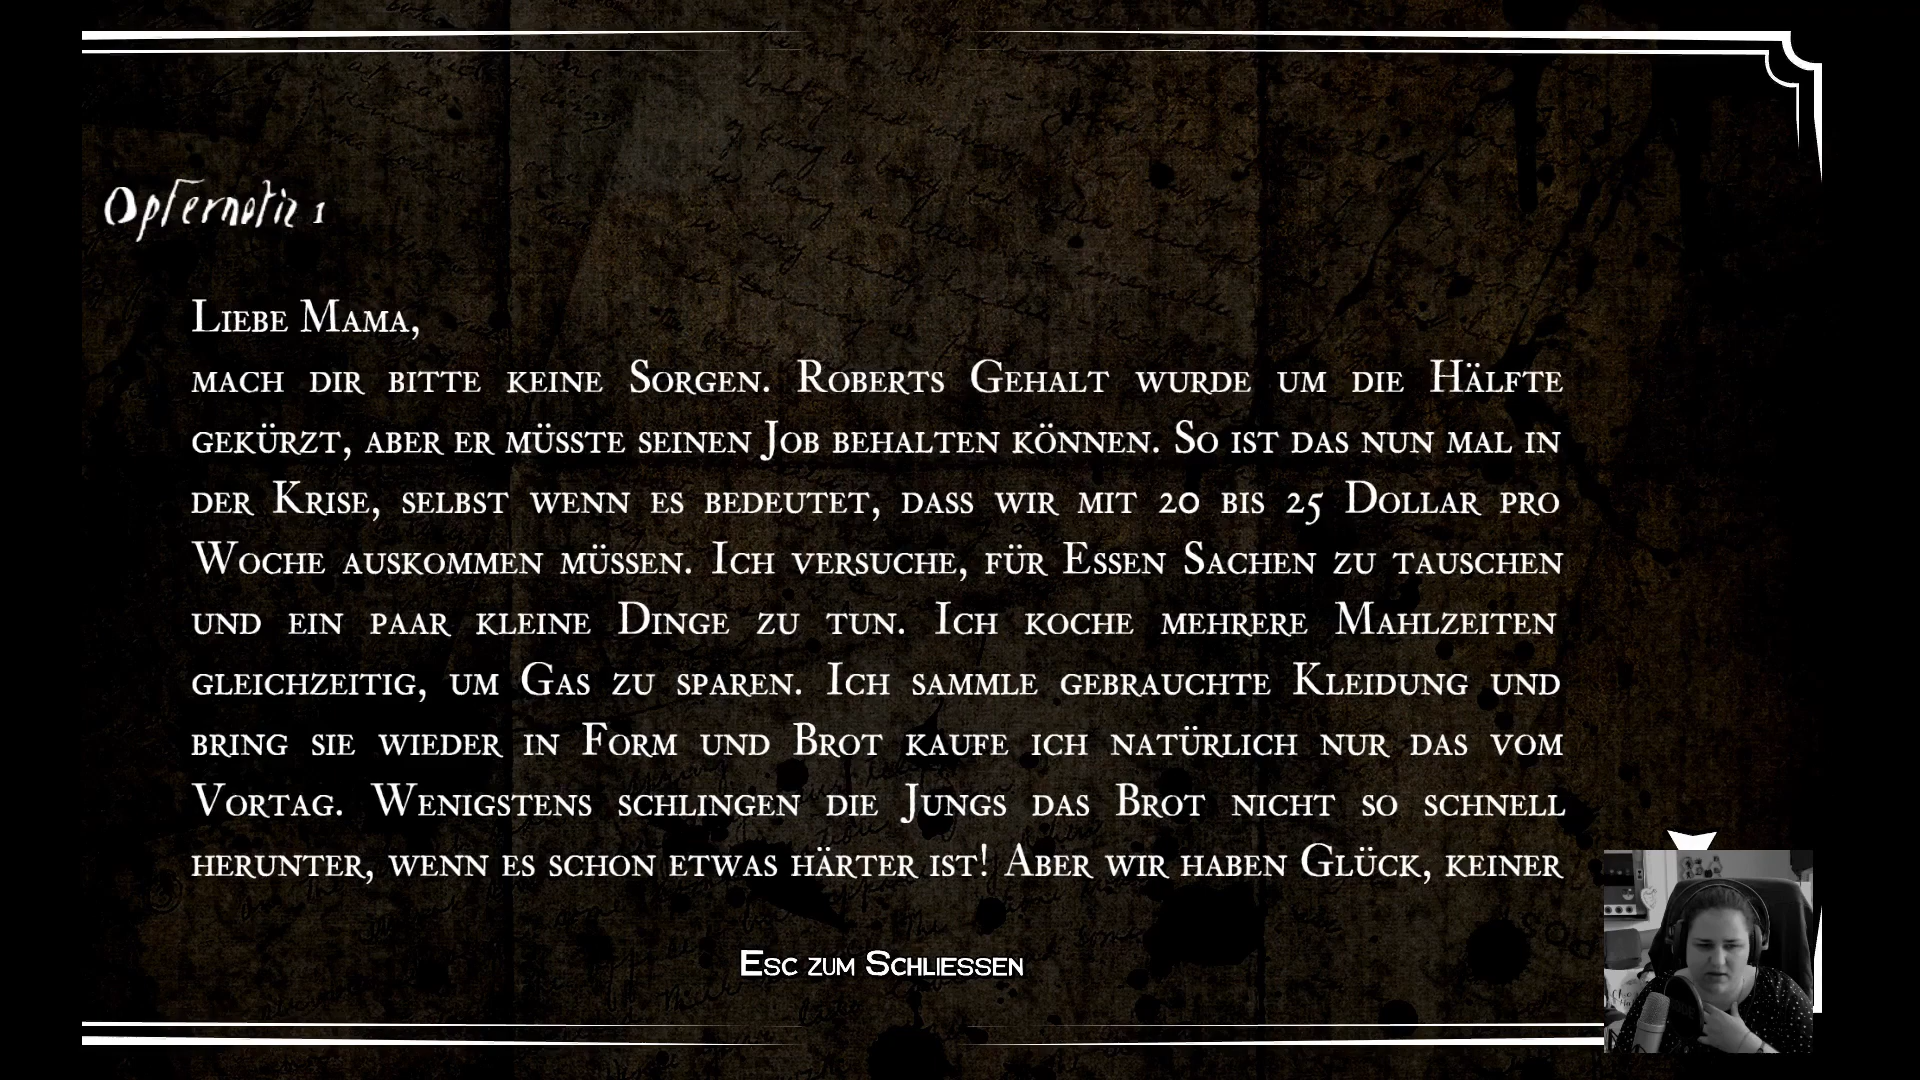 Opfernotiz 1
Liebe Mama,
mach dir bitte keine Sorgen. Roberts Gehalt wurde um die Hälfte
gekürzt, aber er müsste seinen Job behalten können. So ist das nun mal in
der Krise, selbst wenn es bedeutet, dass wir mit 20 bis 25 Dollar pro
Woche auskommen müssen. Ich versuche, für Essen Sachen zu tauschen
und ein paar kleine Dinge zu tun. Ich koche mehrere Mahlzeiten
gleichzeitig, um Gas zu sparen. Ich sammle gebrauchte Kleidung und
bring sie wieder in Form und Brot kaufe ich natürlich nur das vom
Vortag. Wenigstens schlingen die Jungs das Brot nicht so schnell
herunter, wenn es schon etwas härter ist! Aber wir haben Glück, keiner
Esc zum Schliessen